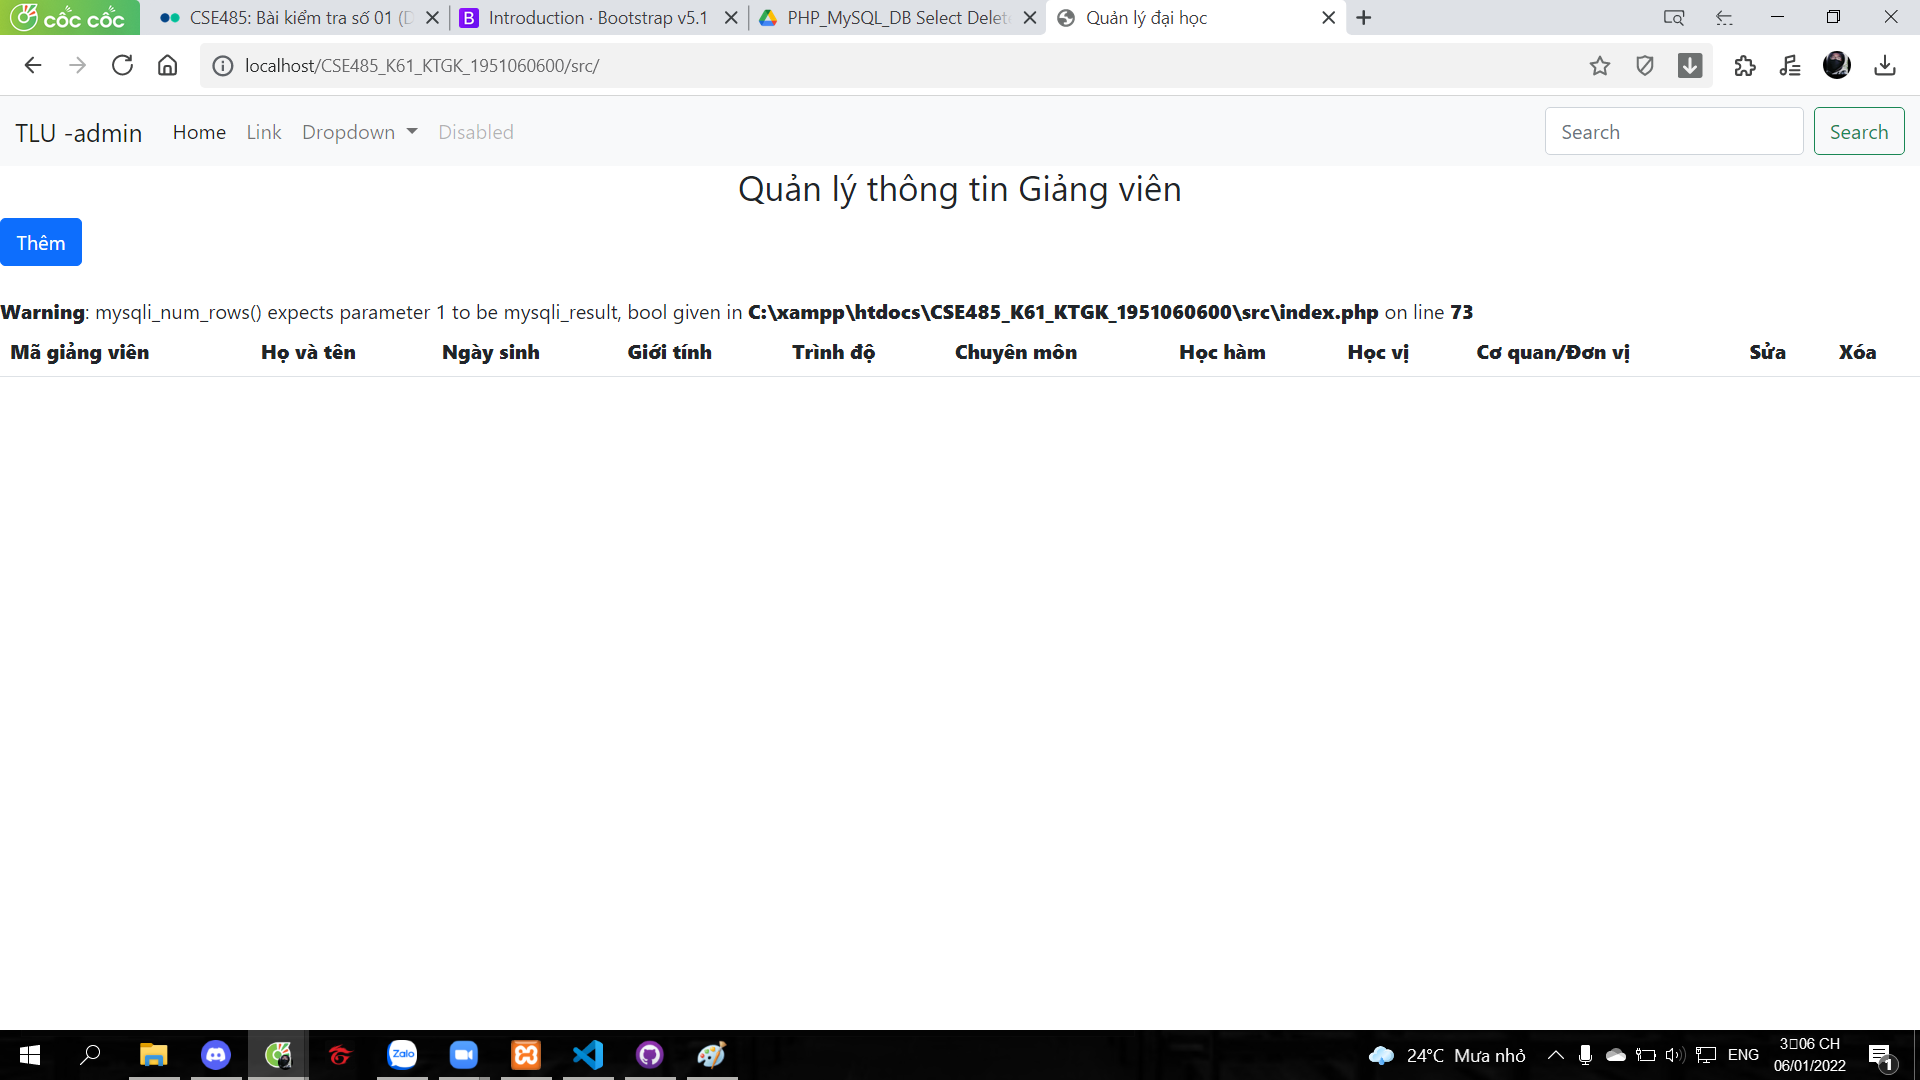 cốc cốc
CSE485: Bài kiểm tra số 01 (D
Introduction · Bootstrap v5.1
PHP_MySQL_DB Select Delet
Quản lý đại học
localhost/CSE485_K61_KTGK_1951060600/src/
TLU -admin Home Link Dropdown Disabled
Search Search
Quản lý thông tin Giảng viên
Thêm
Warning: mysqli_num_rows() expects parameter 1 to be mysqli_result, bool given in C:\xampp\htdocs\CSE485_K61_KTGK_1951060600\src\index.php on line 73
Mã giảng viên Họ và tên Ngày sinh Giới tính Trình độ Chuyên môn Học hàm Học vị Cơ quan/Đơn vị Sửa Xóa
Zalo
24°C Mưa nhỏ
ENG
3▯06 CH
06/01/2022
1